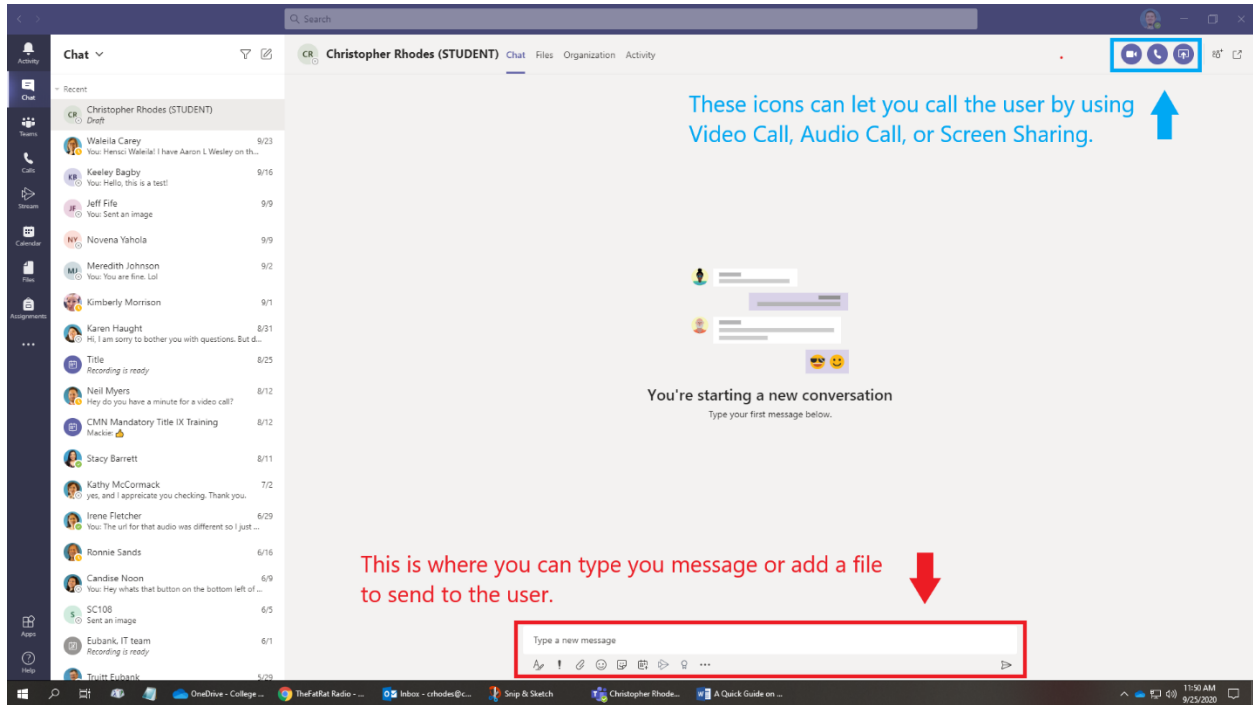 Search
Activity
Chat
Teams
Calls
Stream
Calendar
Files
Assignments
Apps
Help
Chat
Recent
CR
Christopher Rhodes (STUDENT)
Draft
Waleila Carey 9/23
You: Hensci Waleila! I have Aaron L Wesley on th...
KB
Keeley Bagby 9/16
You: Hello, this is a test!
JF
Jeff Fife 9/9
You: Sent an image
NY
Novena Yahola 9/9
MJ
Meredith Johnson 9/2
You: You are fine. Lol
Kimberly Morrison 9/1
Karen Haught 8/31
Hi, I am sorry to bother you with questions. But d...
Title 8/25
Recording is ready
Neil Myers 8/12
Hey do you have a minute for a video call?
CMN Mandatory Title IX Training 8/12
Mackie:
Stacy Barrett 8/11
Kathy McCormack 7/2
yes, and I appreicate you checking. Thank you.
Irene Fletcher 6/29
You: The url for that audio was different so I just ...
Ronnie Sands 6/16
Candise Noon 6/9
You: Hey whats that button on the bottom left of ...
S
SC108 6/5
Sent an image
Eubank, IT team 6/1
Recording is ready
Truitt Eubank 5/29
CR Christopher Rhodes (STUDENT) Chat Files Organization Activity
These icons can let you call the user by using
Video Call, Audio Call, or Screen Sharing.
You're starting a new conversation
Type your first message below.
This is where you can type you message or add a file
to send to the user.
Type a new message
OneDrive - College ... TheFatRat Radio - ... Inbox - crhodes@c... Snip & Sketch Christopher Rhode... A Quick Guide on ...
11:50 AM
9/25/2020